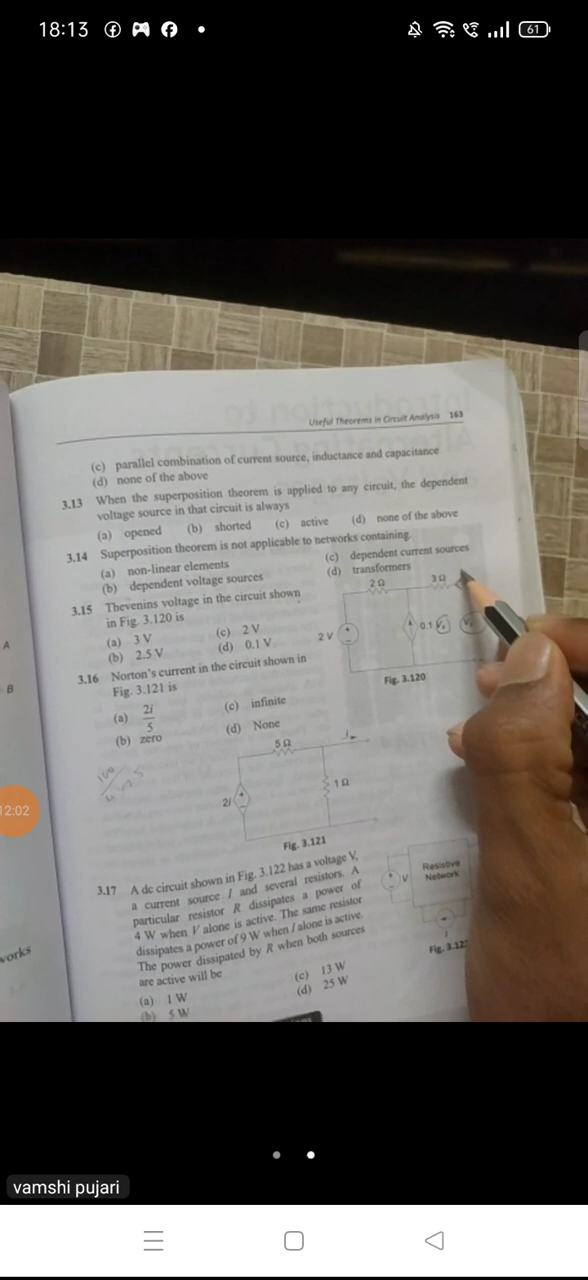 18:13
61
Useful Theorems in Circuit Analysis 163
(c) parallel combination of current source, inductance and capacitance
(d) none of the above
3.13 When the superposition theorem is applied to any circuit, the dependent
voltage source in that circuit is always
(a) opened (b) shorted (c) active (d) none of the above
3.14 Superposition theorem is not applicable to networks containing
(a) non-linear elements (c) dependent current sources
(b) dependent voltage sources (d) transformers
3.15 Thevenins voltage in the circuit shown
in Fig. 3.120 is
(a) 3 V (c) 2 V
(b) 2.5 V (d) 0.1 V
2 Ω 3 Ω
2 V
0.1
Fig. 3.120
3.16 Norton's current in the circuit shown in
Fig. 3.121 is
(a) 2i/5 (c) infinite
(b) zero (d) None
5 Ω
1 Ω
2i
Fig. 3.121
3.17 A dc circuit shown in Fig. 3.122 has a voltage V,
a current source I and several resistors. A
particular resistor R dissipates a power of
4 W when V alone is active. The same resistor
dissipates a power of 9 W when I alone is active.
The power dissipated by R when both sources
are active will be
(a) 1 W (c) 13 W
(b) 5 W (d) 25 W
V
Resistive
Network
I
Fig. 3.12
A
B
works
12:02
vamshi pujari